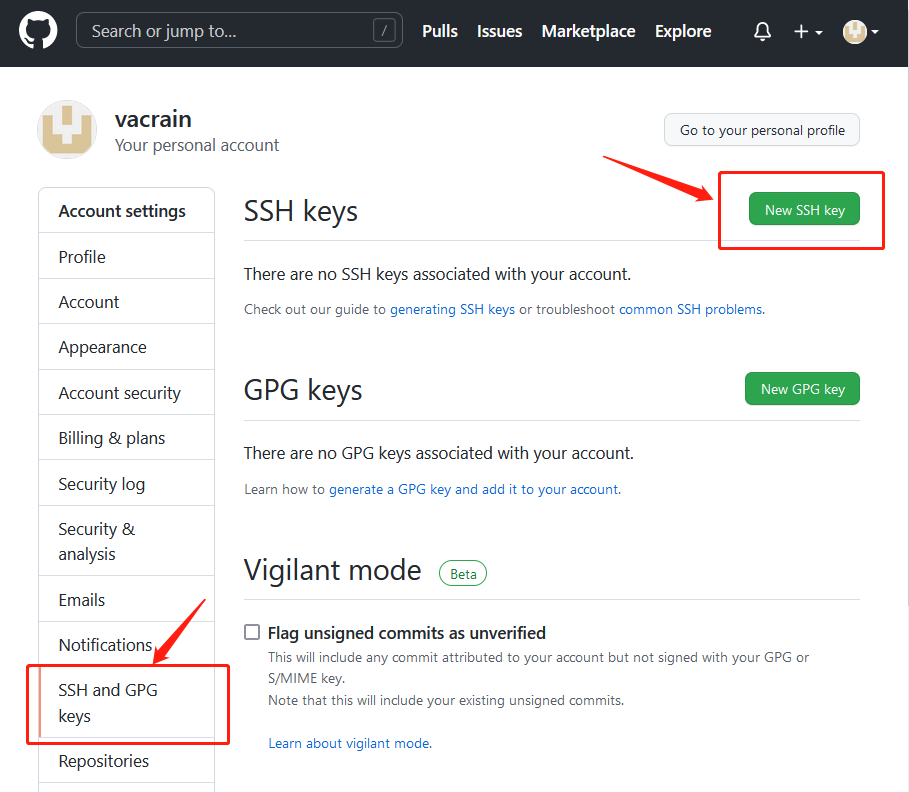 Search or jump to... / Pulls Issues Marketplace Explore
vacrain
Your personal account
Go to your personal profile
Account settings
Profile
Account
Appearance
Account security
Billing & plans
Security log
Security &
analysis
Emails
Notifications
SSH and GPG
keys
Repositories
SSH keys
New SSH key
There are no SSH keys associated with your account.
Check out our guide to generating SSH keys or troubleshoot common SSH problems.
GPG keys
New GPG key
There are no GPG keys associated with your account.
Learn how to generate a GPG key and add it to your account.
Vigilant mode Beta
Flag unsigned commits as unverified
This will include any commit attributed to your account but not signed with your GPG or
S/MIME key.
Note that this will include your existing unsigned commits.
Learn about vigilant mode.